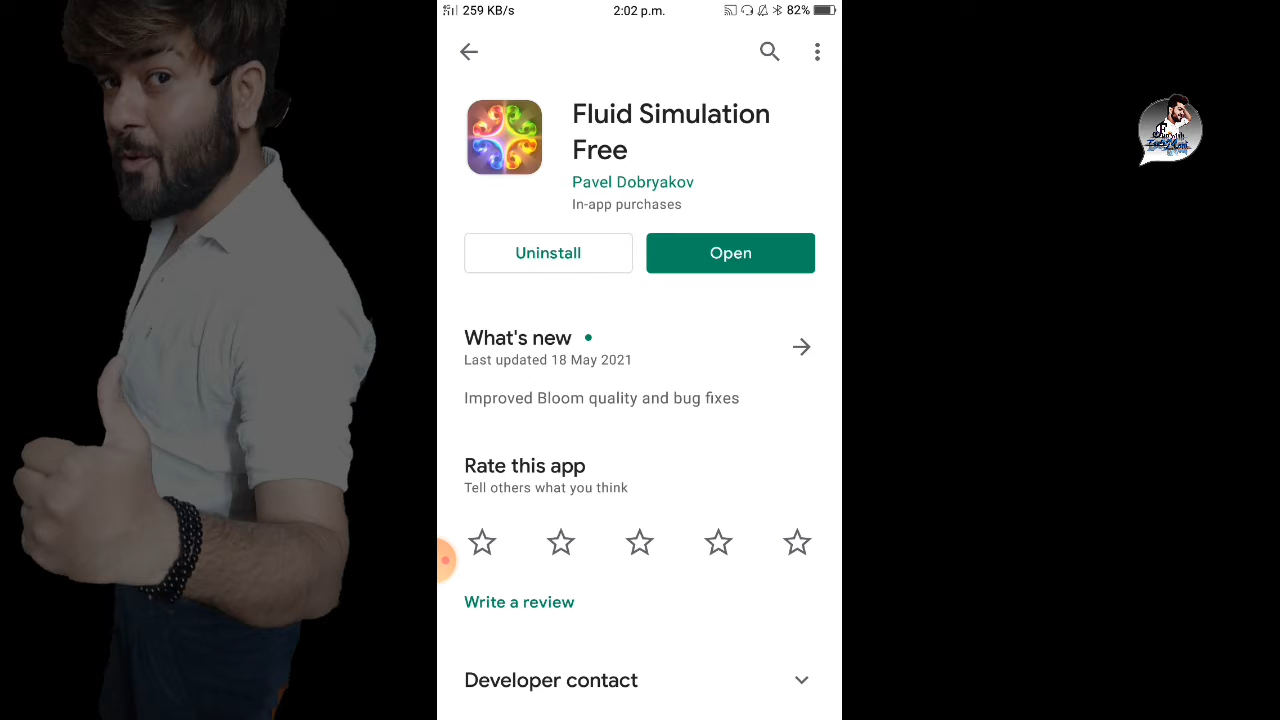 259 KB/s
2:02 p.m.
82%
Fluid Simulation
Free
Pavel Dobryakov
In-app purchases
Uninstall
Open
What's new
Last updated 18 May 2021
Improved Bloom quality and bug fixes
Rate this app
Tell others what you think
Write a review
Developer contact